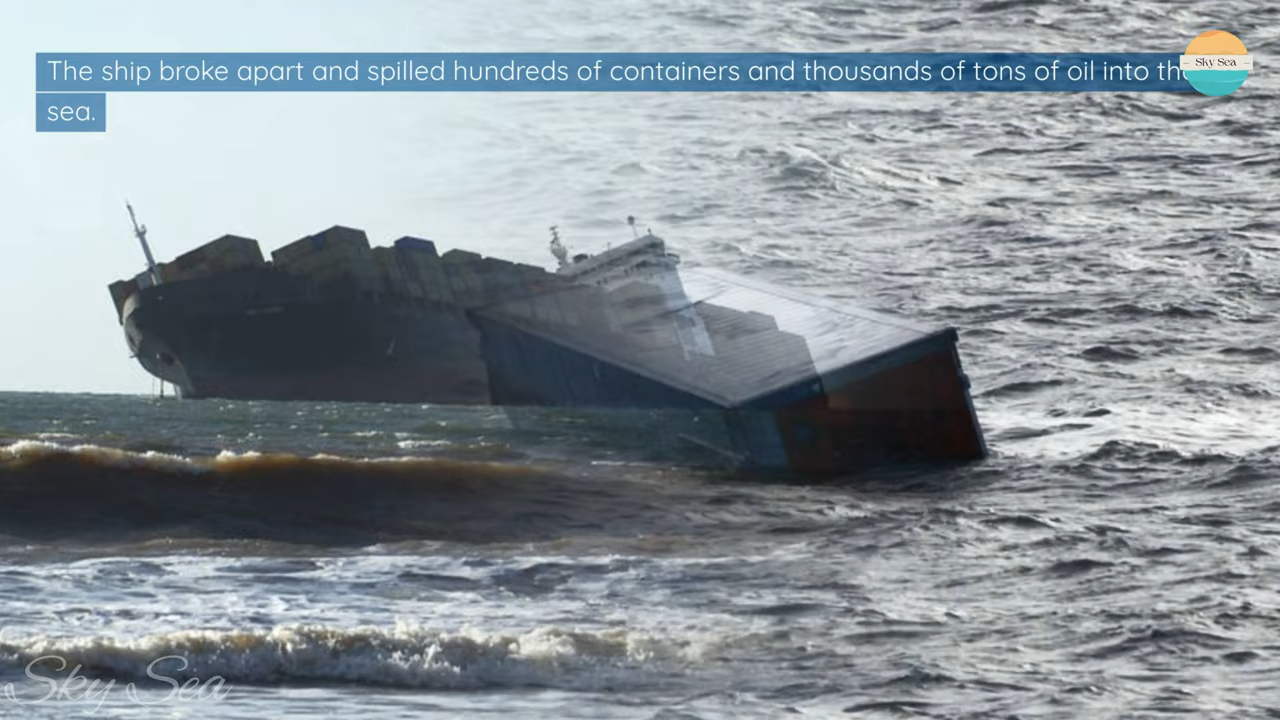 The ship broke apart and spilled hundreds of containers and thousands of tons of oil into th
sea.
Sky Sea
Sky Sea